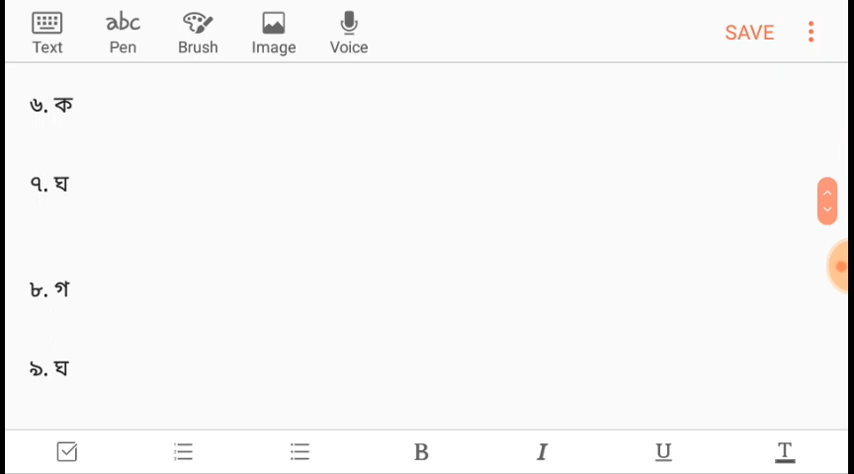 Text
Pen
Brush
Image
Voice
SAVE
৬. ক
৭. ঘ
৮. গ
৯. ঘ
B
I
U
T